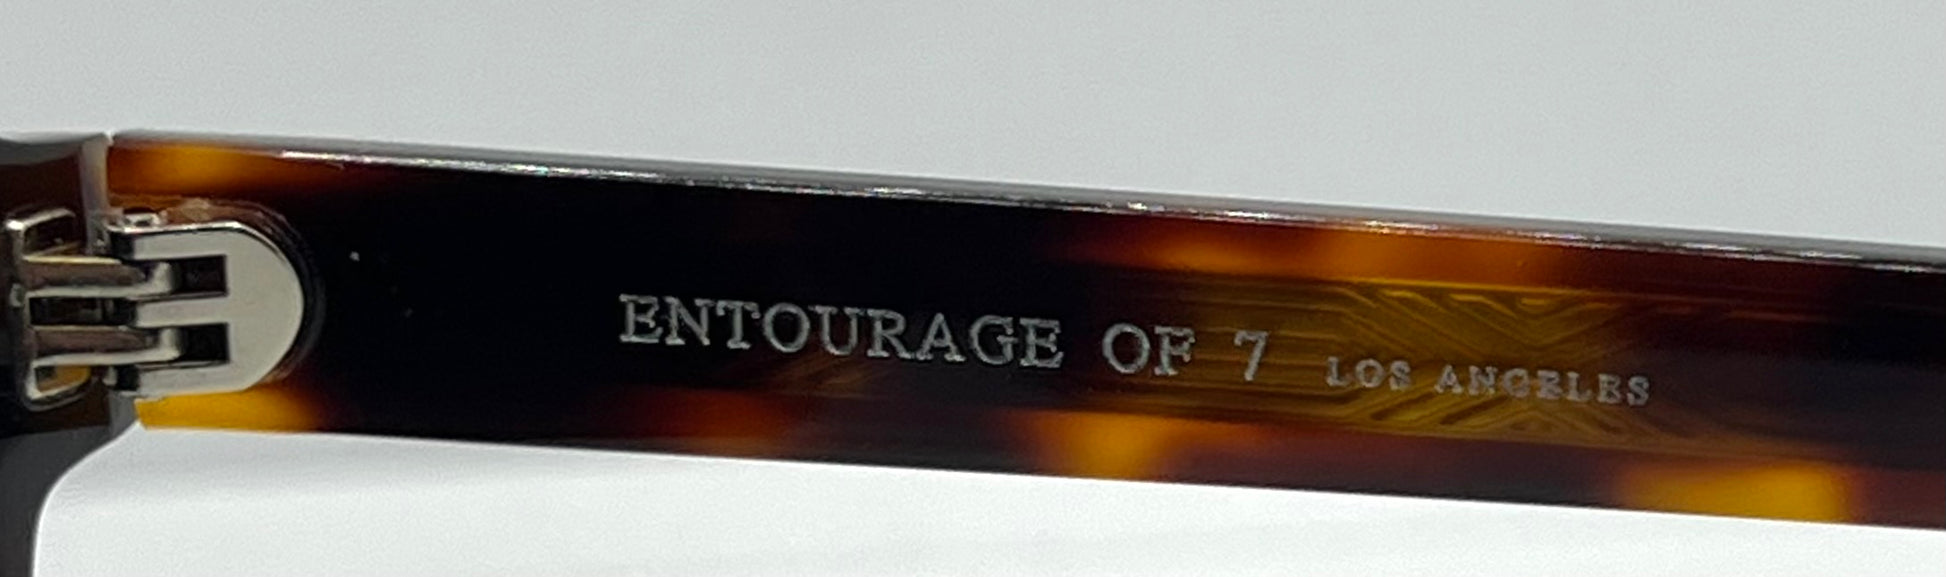 ENTOURAGE OF 7 LOS ANGELES